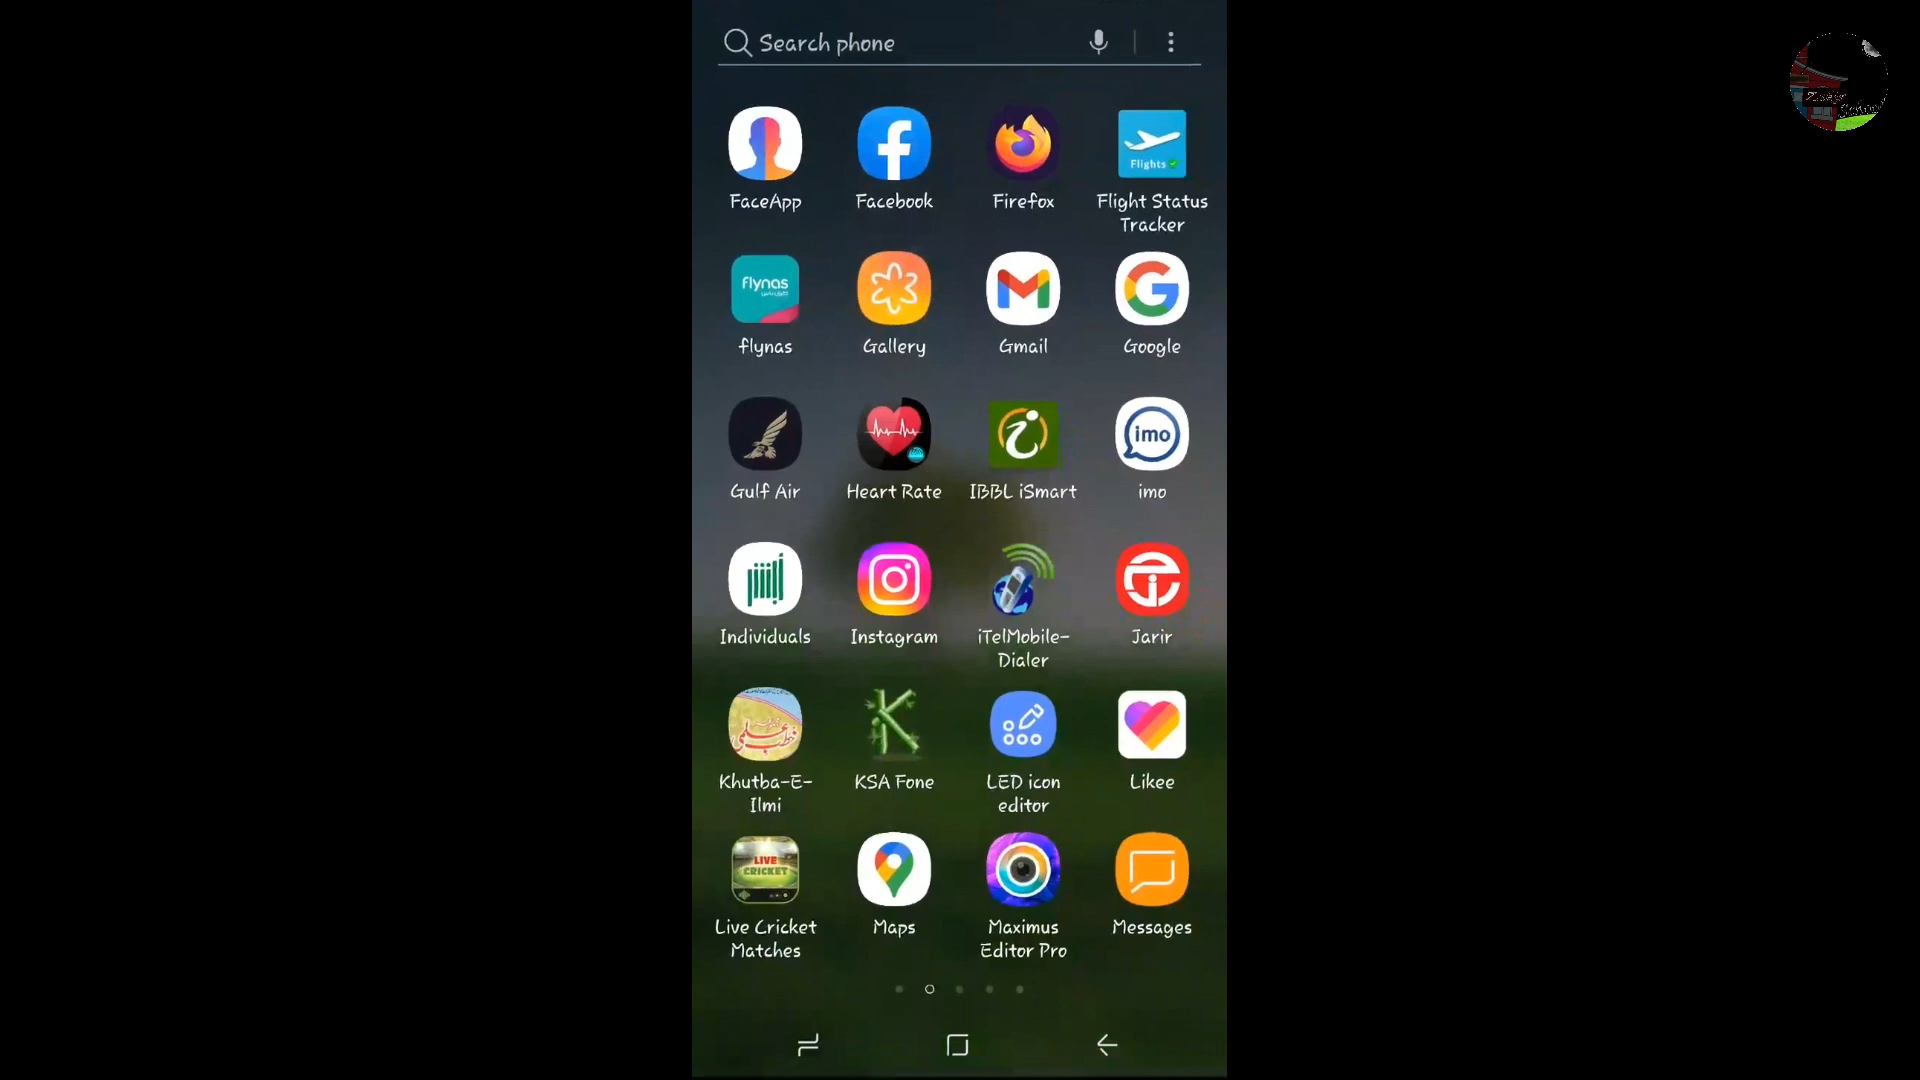 Search phone
FaceApp
Facebook
Firefox
Flights
Flight Status
Tracker
flynas
flynas
Gallery
Gmail
Google
Gulf Air
Heart Rate
IBBL iSmart
imo
imo
Individuals
Instagram
iTelMobile-
Dialer
Jarir
Khutba-E-
Ilmi
KSA Fone
LED icon
editor
Likee
LIVE
CRICKET
Live Cricket
Matches
Maps
Maximus
Editor Pro
Messages